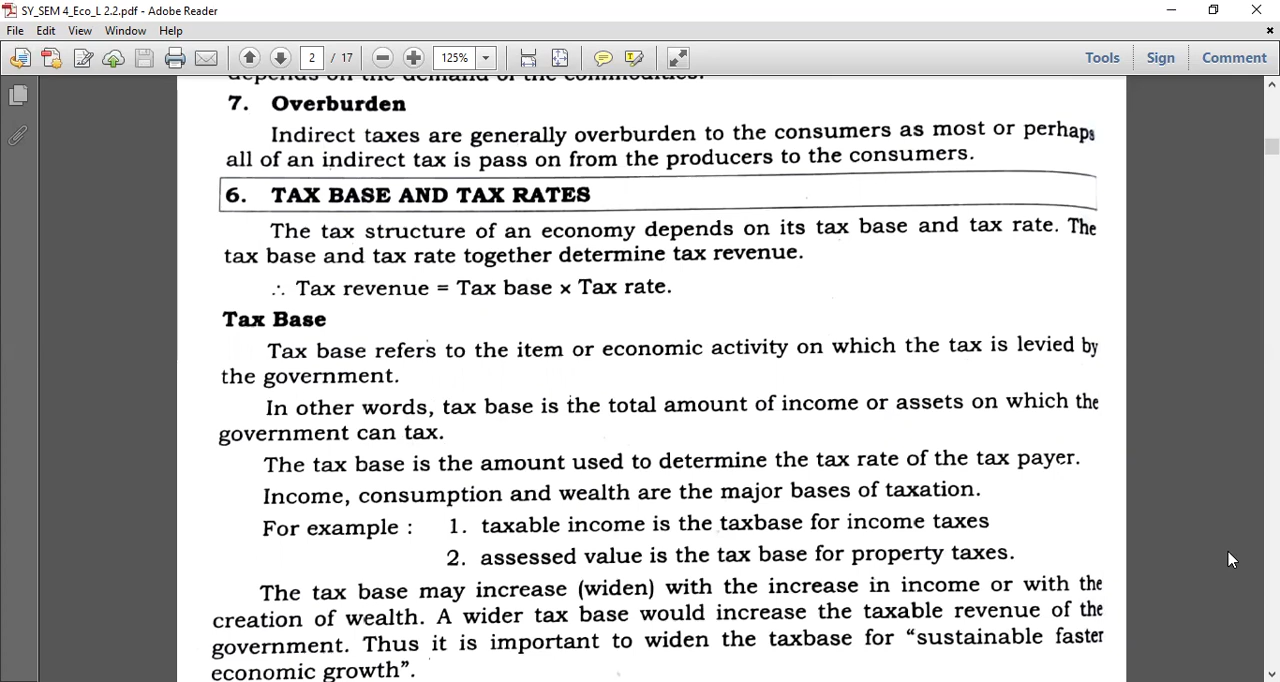 SY_SEM 4_Eco_L 2.2.pdf - Adobe Reader
File Edit View Window Help
2 / 17 125% Tools Sign Comment
depends on the demand of the commodities.
7. Overburden
Indirect taxes are generally overburden to the consumers as most or perhaps
all of an indirect tax is pass on from the producers to the consumers.
6. TAX BASE AND TAX RATES
The tax structure of an economy depends on its tax base and tax rate. The
tax base and tax rate together determine tax revenue.
∴ Tax revenue = Tax base × Tax rate.
Tax Base
Tax base refers to the item or economic activity on which the tax is levied by
the government.
In other words, tax base is the total amount of income or assets on which the
government can tax.
The tax base is the amount used to determine the tax rate of the tax payer.
Income, consumption and wealth are the major bases of taxation.
For example : 1. taxable income is the taxbase for income taxes
2. assessed value is the tax base for property taxes.
The tax base may increase (widen) with the increase in income or with the
creation of wealth. A wider tax base would increase the taxable revenue of the
government. Thus it is important to widen the taxbase for “sustainable faster
economic growth”.